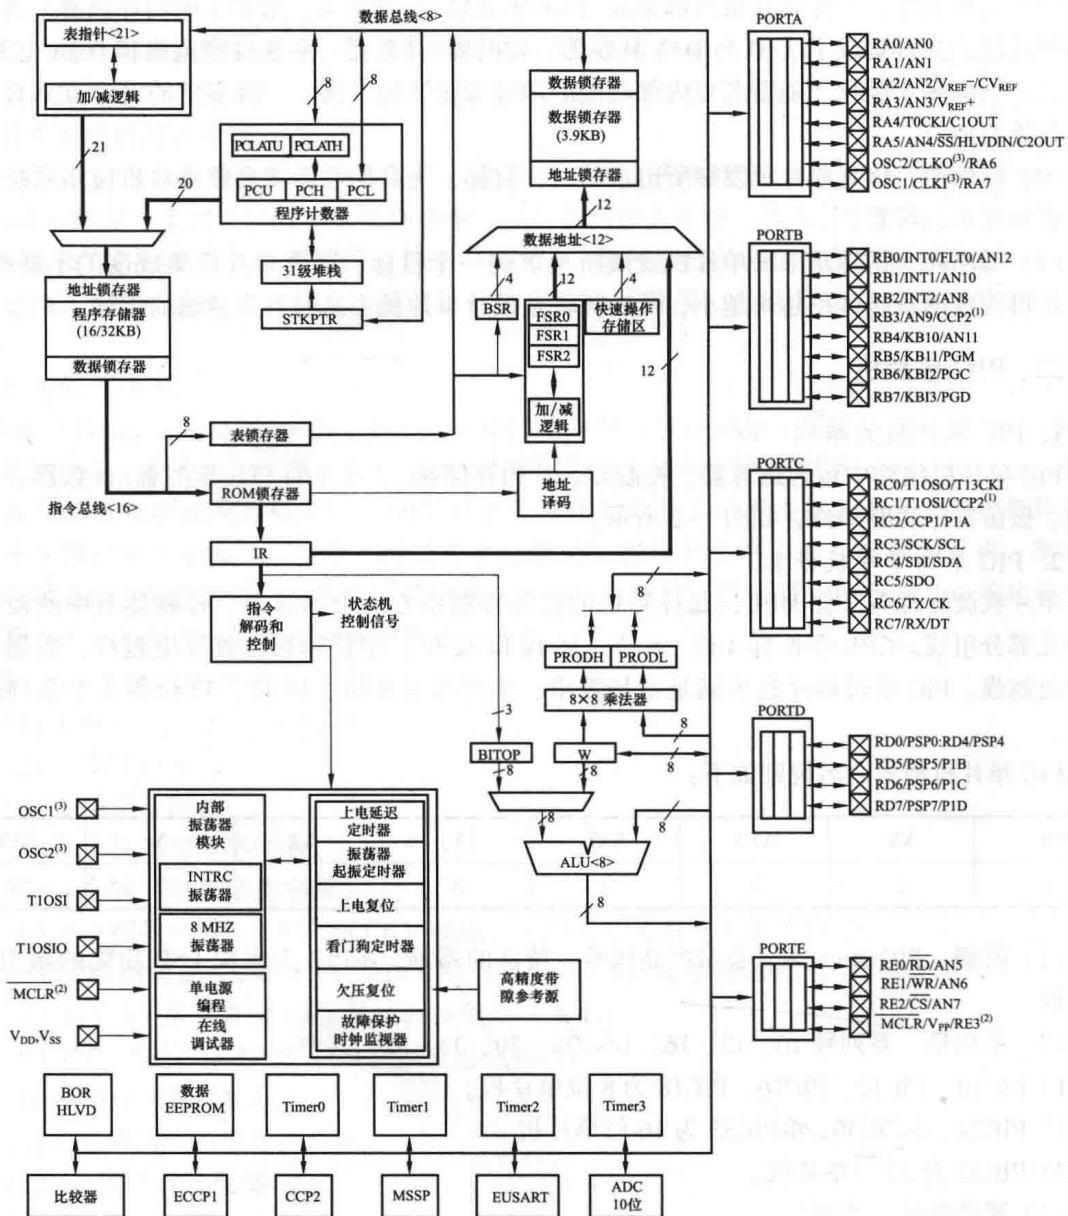 数据总线<8>
表指针<21>
加/减逻辑
21
20
8
8
PCLATU PCLATH
PCU PCH PCL
程序计数器
31级堆栈
STKPTR
地址锁存器
程序存储器
(16/32KB)
数据锁存器
8
表锁存器
ROM锁存器
指令总线<16>
IR
指令
解码和
控制
状态机
控制信号
数据锁存器
数据锁存器
(3.9KB)
地址锁存器
12
数据地址<12>
4
12
4
BSR
FSR0
FSR1
FSR2
快速操作
存储区
加/减
逻辑
12
地址
译码
8
8
PRODH PRODL
8×8 乘法器
3
8
BITOP
W
8
8
8
8
8
ALU<8>
8
PORTA
RA0/AN0
RA1/AN1
RA2/AN2/VREF−/CVREF
RA3/AN3/VREF+
RA4/T0CKI/C1OUT
RA5/AN4/SS/HLVDIN/C2OUT
OSC2/CLKO(3)/RA6
OSC1/CLKI(3)/RA7
PORTB
RB0/INT0/FLT0/AN12
RB1/INT1/AN10
RB2/INT2/AN8
RB3/AN9/CCP2(1)
RB4/KB10/AN11
RB5/KB11/PGM
RB6/KBI2/PGC
RB7/KBI3/PGD
PORTC
RC0/T1OSO/T13CK1
RC1/T1OSI/CCP2(1)
RC2/CCP1/P1A
RC3/SCK/SCL
RC4/SDI/SDA
RC5/SDO
RC6/TX/CK
RC7/RX/DT
PORTD
RD0/PSP0:RD4/PSP4
RD5/PSP5/P1B
RD6/PSP6/P1C
RD7/PSP7/P1D
PORTE
RE0/RD/AN5
RE1/WR/AN6
RE2/CS/AN7
MCLR/VPP/RE3(2)
OSC1(3)
OSC2(3)
T1OSI
T1OSIO
MCLR(2)
VDD,VSS
内部
振荡器
模块
INTRC
振荡器
8 MHZ
振荡器
单电源
编程
在线
调试器
上电延迟
定时器
振荡器
起振定时器
上电复位
看门狗定时器
欠压复位
故障保护
时钟监视器
高精度带
隙参考源
BOR
HLVD
数据
EEPROM
Timer0
Timer1
Timer2
Timer3
比较器
ECCP1
CCP2
MSSP
EUSART
ADC
10位